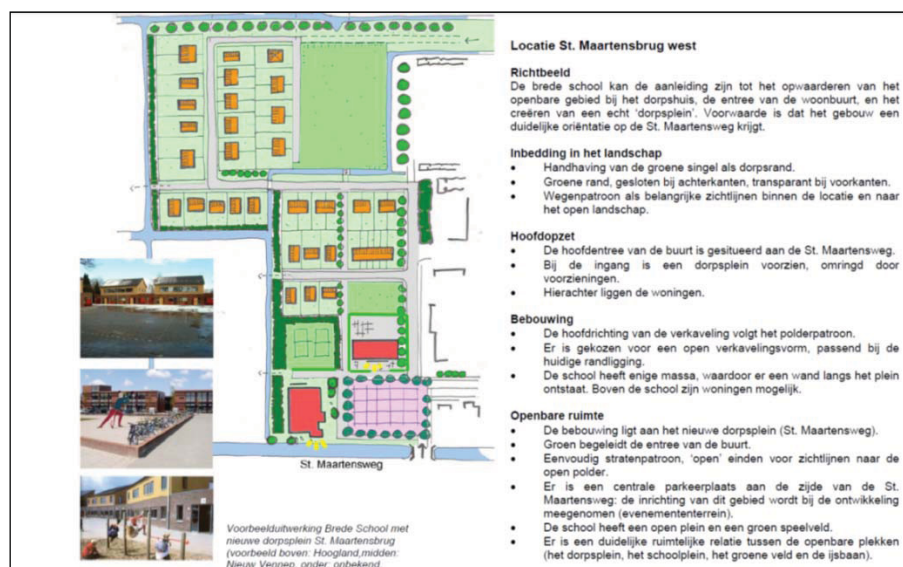 Locatie St. Maartensbrug west
Richtbeeld
De brede school kan de aanleiding zijn tot het opwaarderen van het
openbare gebied bij het dorpshuis, de entree van de woonbuurt, en het
creëren van een echt 'dorpsplein'. Voorwaarde is dat het gebouw een
duidelijke oriëntatie op de St. Maartensweg krijgt.
Inbedding in het landschap
• Handhaving van de groene singel als dorpsrand.
• Groene rand, gesloten bij achterkanten, transparant bij voorkanten.
• Wegenpatroon als belangrijke zichtlijnen binnen de locatie en naar
het open landschap.
Hoofdopzet
• De hoofdentree van de buurt is gesitueerd aan de St. Maartensweg.
• Bij de ingang is een dorpsplein voorzien, omringd door
voorzieningen.
• Hierachter liggen de woningen.
Bebouwing
• De hoofdrichting van de verkaveling volgt het polderpatroon.
• Er is gekozen voor een open verkavelingsvorm, passend bij de
huidige randligging.
• De school heeft enige massa, waardoor er een wand langs het plein
ontstaat. Boven de school zijn woningen mogelijk.
Openbare ruimte
• De bebouwing ligt aan het nieuwe dorpsplein (St. Maartensweg).
• Groen begeleidt de entree van de buurt.
• Eenvoudig stratenpatroon, 'open' einden voor zichtlijnen naar de
open polder.
• Er is een centrale parkeerplaats aan de zijde van de St.
Maartensweg: de inrichting van dit gebied wordt bij de ontwikkeling
meegenomen (evenemententerrein).
• De school heeft een open plein en een groen speelveld.
• Er is een duidelijke ruimtelijke relatie tussen de openbare plekken
(het dorpsplein, het schoolplein, het groene veld en de ijsbaan).
St. Maartensweg
Voorbeelduitwerking Brede School met
nieuwe dorpsplein St. Maartensbrug
(voorbeeld boven: Hoogland,midden:
Nieuw Vennep, onder: onbekend